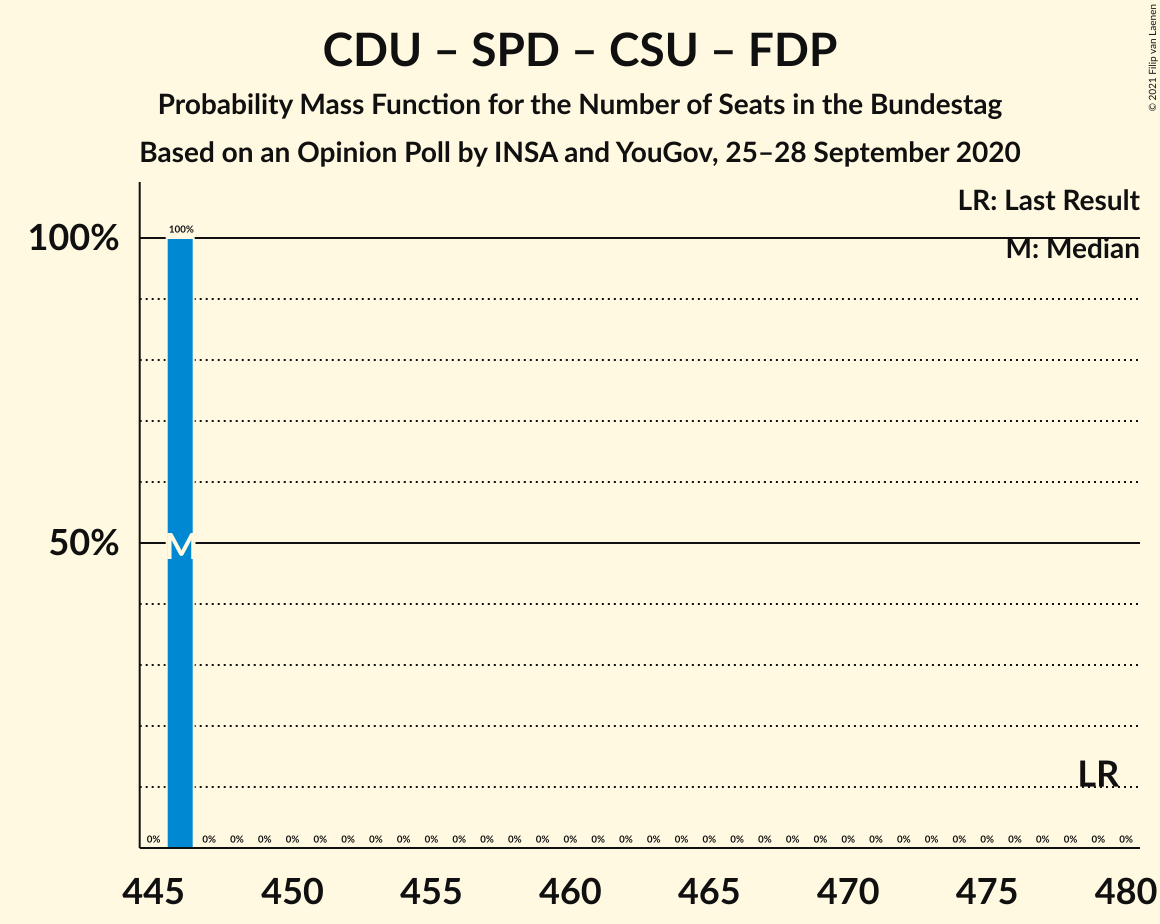 CDU – SPD – CSU – FDP
Probability Mass Function for the Number of Seats in the Bundestag
Based on an Opinion Poll by INSA and YouGov, 25–28 September 2020
© 2021 Filip van Laenen
LR: Last Result
M: Median
100%
100%
50%
M
LR
0% 0% 0% 0% 0% 0% 0% 0% 0% 0% 0% 0% 0% 0% 0% 0% 0% 0% 0% 0% 0% 0% 0% 0% 0% 0% 0% 0% 0% 0% 0% 0% 0% 0% 0%
445 450 455 460 465 470 475 480